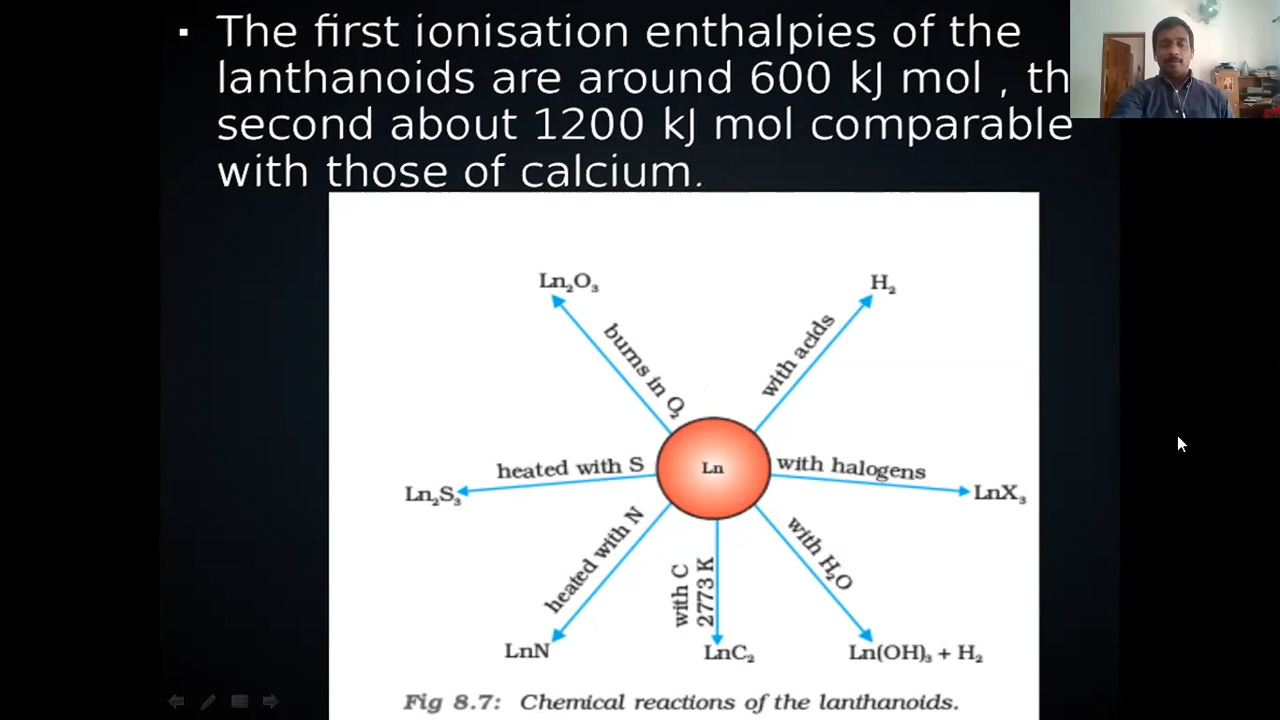 ▪ The first ionisation enthalpies of the
lanthanoids are around 600 kJ mol , th
second about 1200 kJ mol comparable
with those of calcium.
Ln₂O₃
H₂
burns in O₂
with acids
heated with S
Ln
with halogens
Ln₂S₃
LnX₃
heated with N
with C
2773 K
with H₂O
LnN
LnC₂
Ln(OH)₃ + H₂
Fig 8.7: Chemical reactions of the lanthanoids.